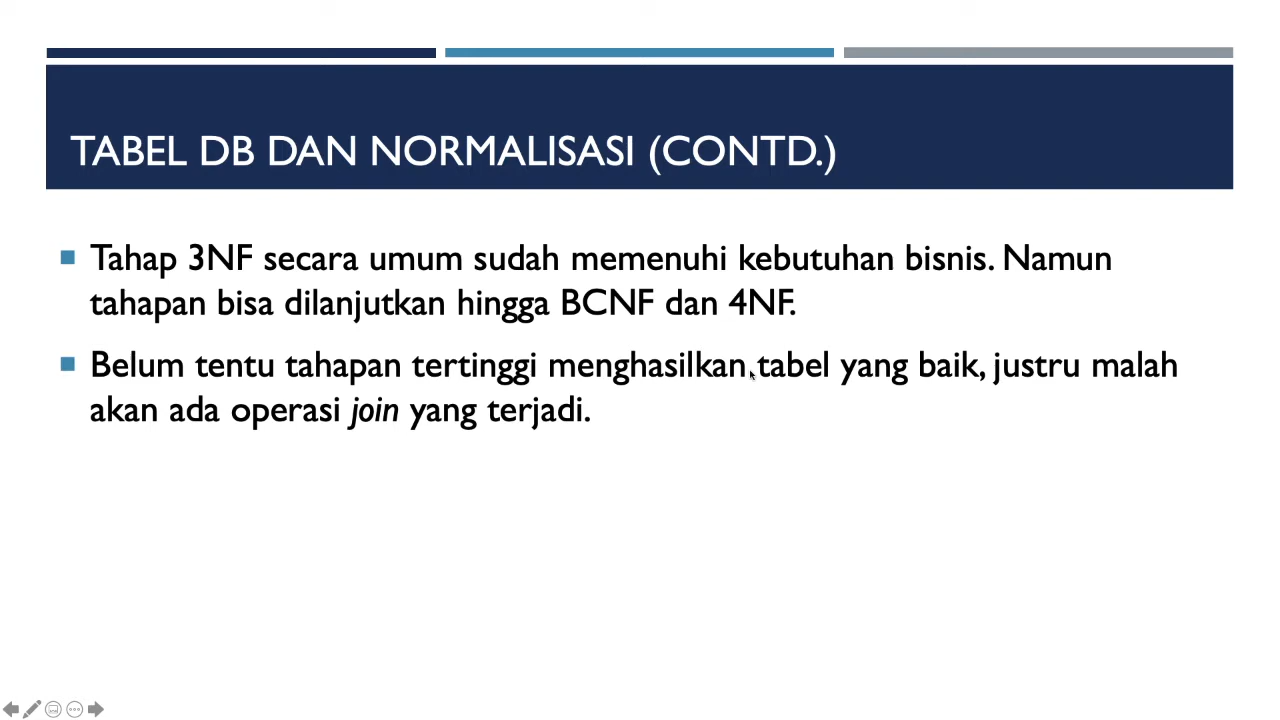 TABEL DB DAN NORMALISASI (CONTD.)
Tahap 3NF secara umum sudah memenuhi kebutuhan bisnis. Namun
tahapan bisa dilanjutkan hingga BCNF dan 4NF.
Belum tentu tahapan tertinggi menghasilkan tabel yang baik, justru malah
akan ada operasi join yang terjadi.